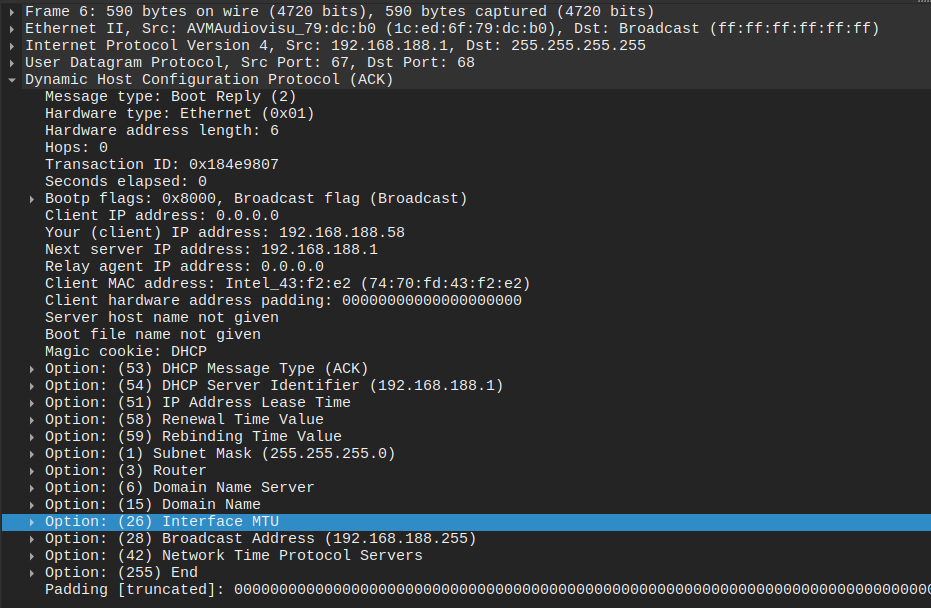 Frame 6: 590 bytes on wire (4720 bits), 590 bytes captured (4720 bits)
Ethernet II, Src: AVMAudiovisu_79:dc:b0 (1c:ed:6f:79:dc:b0), Dst: Broadcast (ff:ff:ff:ff:ff:ff)
Internet Protocol Version 4, Src: 192.168.188.1, Dst: 255.255.255.255
User Datagram Protocol, Src Port: 67, Dst Port: 68
Dynamic Host Configuration Protocol (ACK)
Message type: Boot Reply (2)
Hardware type: Ethernet (0x01)
Hardware address length: 6
Hops: 0
Transaction ID: 0x184e9807
Seconds elapsed: 0
Bootp flags: 0x8000, Broadcast flag (Broadcast)
Client IP address: 0.0.0.0
Your (client) IP address: 192.168.188.58
Next server IP address: 192.168.188.1
Relay agent IP address: 0.0.0.0
Client MAC address: Intel_43:f2:e2 (74:70:fd:43:f2:e2)
Client hardware address padding: 00000000000000000000
Server host name not given
Boot file name not given
Magic cookie: DHCP
Option: (53) DHCP Message Type (ACK)
Option: (54) DHCP Server Identifier (192.168.188.1)
Option: (51) IP Address Lease Time
Option: (58) Renewal Time Value
Option: (59) Rebinding Time Value
Option: (1) Subnet Mask (255.255.255.0)
Option: (3) Router
Option: (6) Domain Name Server
Option: (15) Domain Name
Option: (26) Interface MTU
Option: (28) Broadcast Address (192.168.188.255)
Option: (42) Network Time Protocol Servers
Option: (255) End
Padding [truncated]: 000000000000000000000000000000000000000000000000000000000000000000000000000000